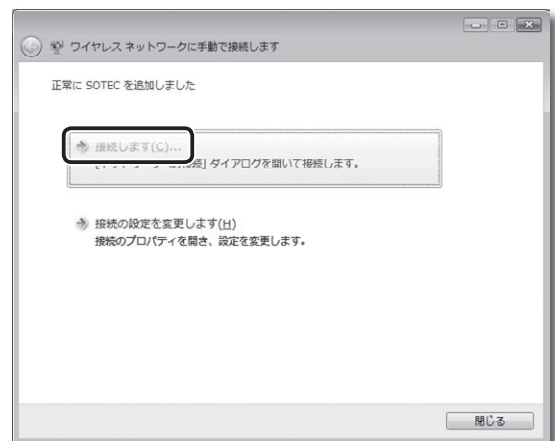 ワイヤレス ネットワークに手動で接続します
正常に SOTEC を追加しました
接続します(C)...
ダイアログを開いて接続します。
接続の設定を変更します(H)
接続のプロパティを開き、設定を変更します。
閉じる